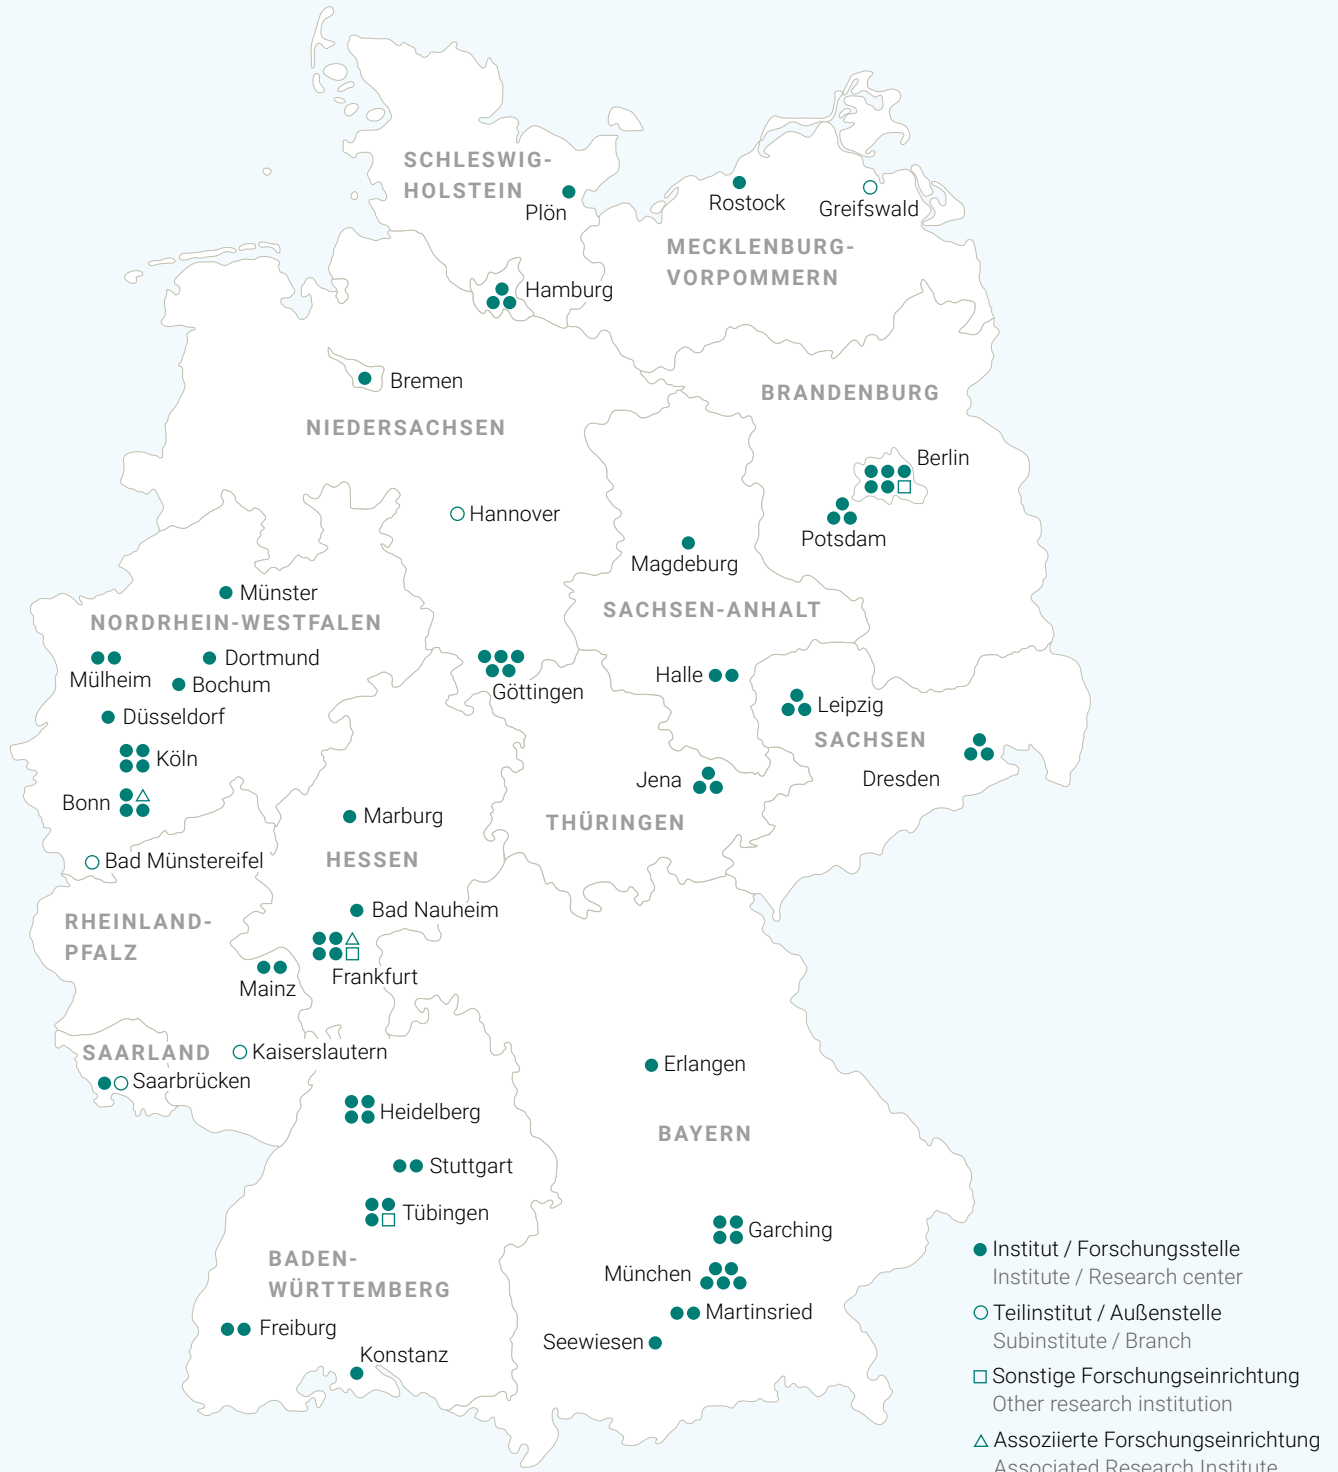 SCHLESWIG-
HOLSTEIN
Plön
Rostock
Greifswald
MECKLENBURG-
VORPOMMERN
Hamburg
Bremen
NIEDERSACHSEN
BRANDENBURG
Berlin
Hannover
Potsdam
Magdeburg
Münster
NORDRHEIN-WESTFALEN
SACHSEN-ANHALT
Mülheim
Dortmund
Bochum
Göttingen
Halle
Leipzig
Düsseldorf
SACHSEN
Köln
Jena
Dresden
Bonn
Marburg
THÜRINGEN
Bad Münstereifel
HESSEN
RHEINLAND-
PFALZ
Bad Nauheim
Mainz
Frankfurt
SAARLAND
Kaiserslautern
Saarbrücken
Erlangen
Heidelberg
BAYERN
Stuttgart
Tübingen
Garching
BADEN-
WÜRTTEMBERG
München
Martinsried
Freiburg
Seewiesen
Konstanz
Institut / Forschungsstelle
Institute / Research center
Teilinstitut / Außenstelle
Subinstitute / Branch
Sonstige Forschungseinrichtung
Other research institution
Assoziierte Forschungseinrichtung
Associated Research Institute